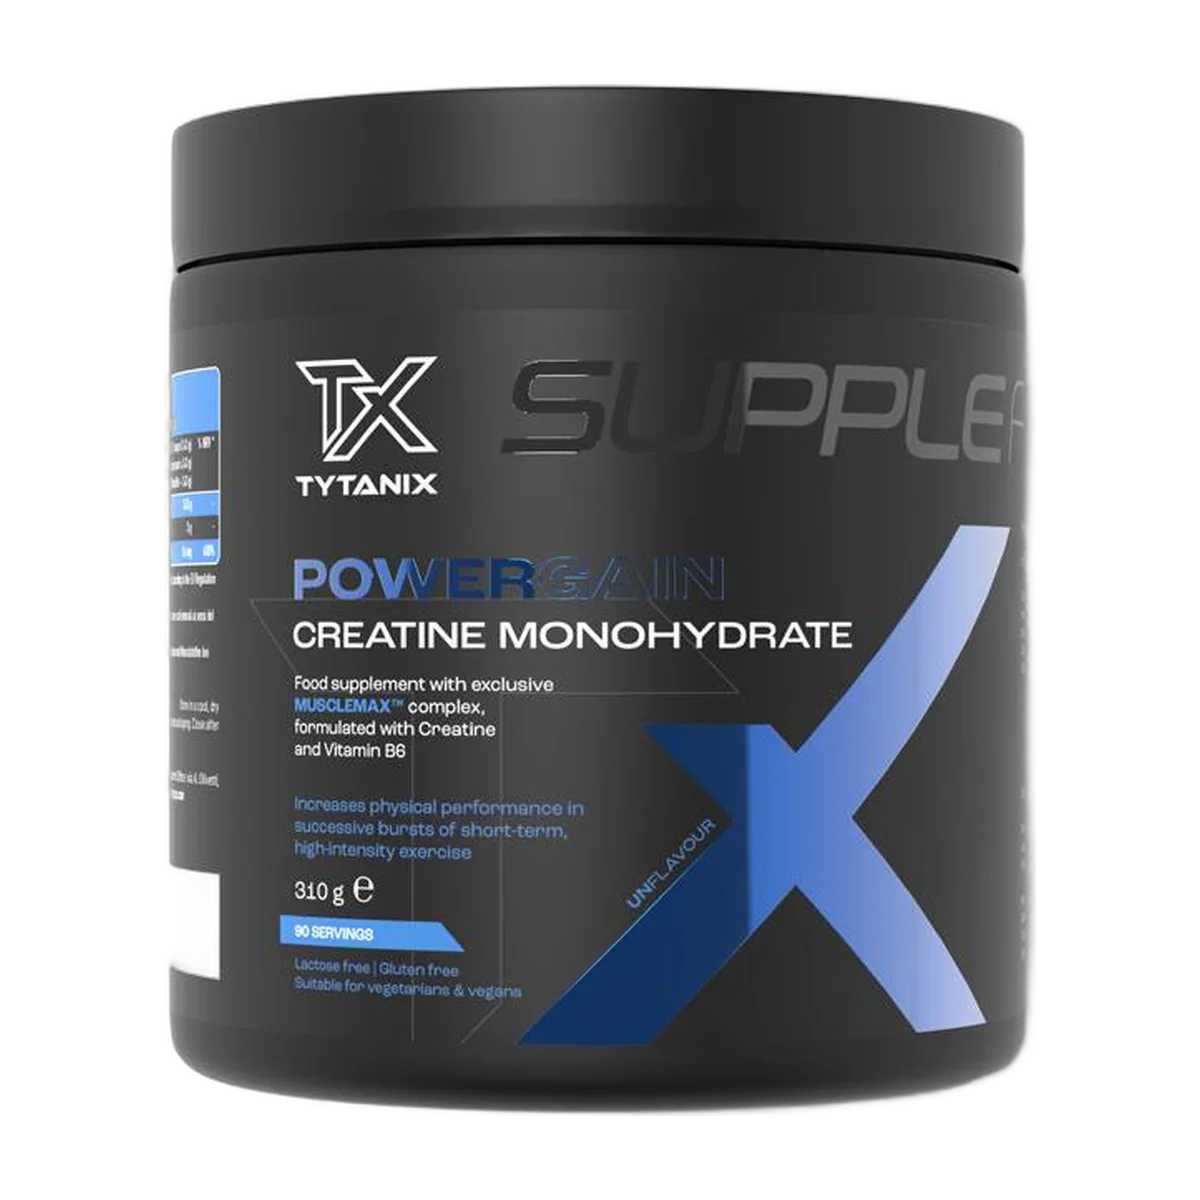 TX
TYTANIX
SUPPLE
POWERGAIN
CREATINE MONOHYDRATE
Food supplement with exclusive
MUSCLEMAX™ complex,
formulated with Creatine
and Vitamin B6
Increases physical performance in
successive bursts of short-term,
high-intensity exercise
310 g e
90 SERVINGS
Lactose free | Gluten free
Suitable for vegetarians & vegans
UNFLAVOUR